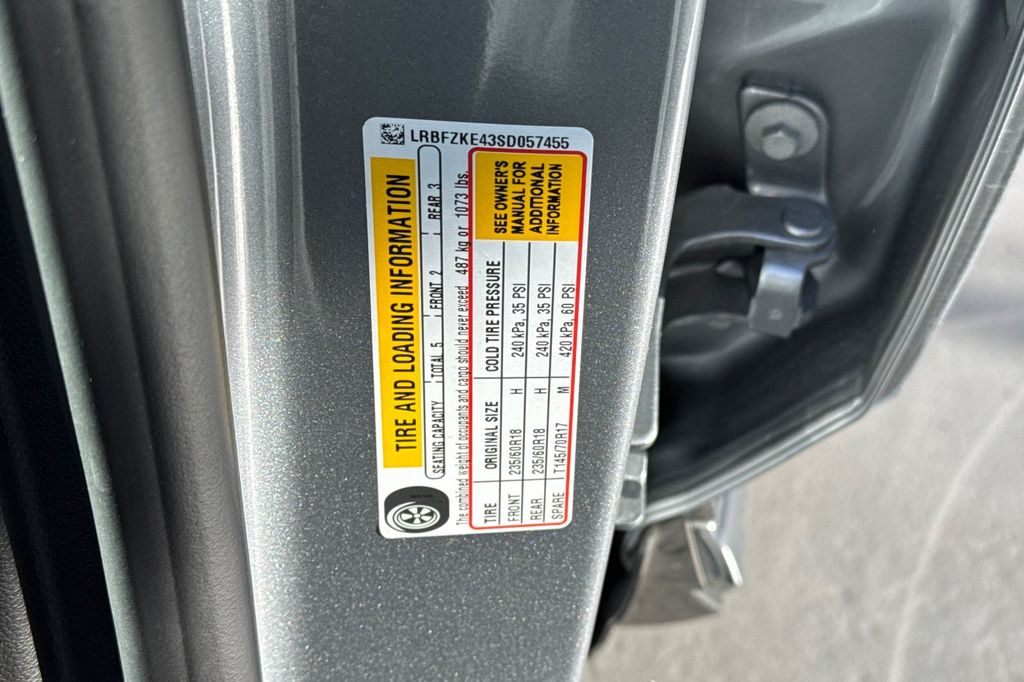 LRBFZKE43SD057455
TIRE AND LOADING INFORMATION
SEATING CAPACITY TOTAL 5 FRONT 2 REAR 3
The combined weight of occupants and cargo should never exceed 487 kg or 1073 lbs.
TIRE ORIGINAL SIZE COLD TIRE PRESSURE
FRONT 235/60R18 H 240 kPa, 35 PSI
REAR 235/60R18 H 240 kPa, 35 PSI
SPARE T145/70R17 M 420 kPa, 60 PSI
SEE OWNER'S
MANUAL FOR
ADDITIONAL
INFORMATION